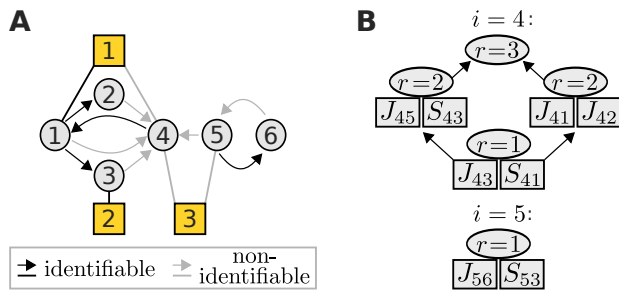 A
1
2
1
4
5
6
3
2
3
identifiable
non-
identifiable
B
i = 4:
r=3
r=2
r=2
J₄₅ S₄₃
J₄₁ J₄₂
r=1
J₄₃ S₄₁
i = 5:
r=1
J₅₆ S₅₃